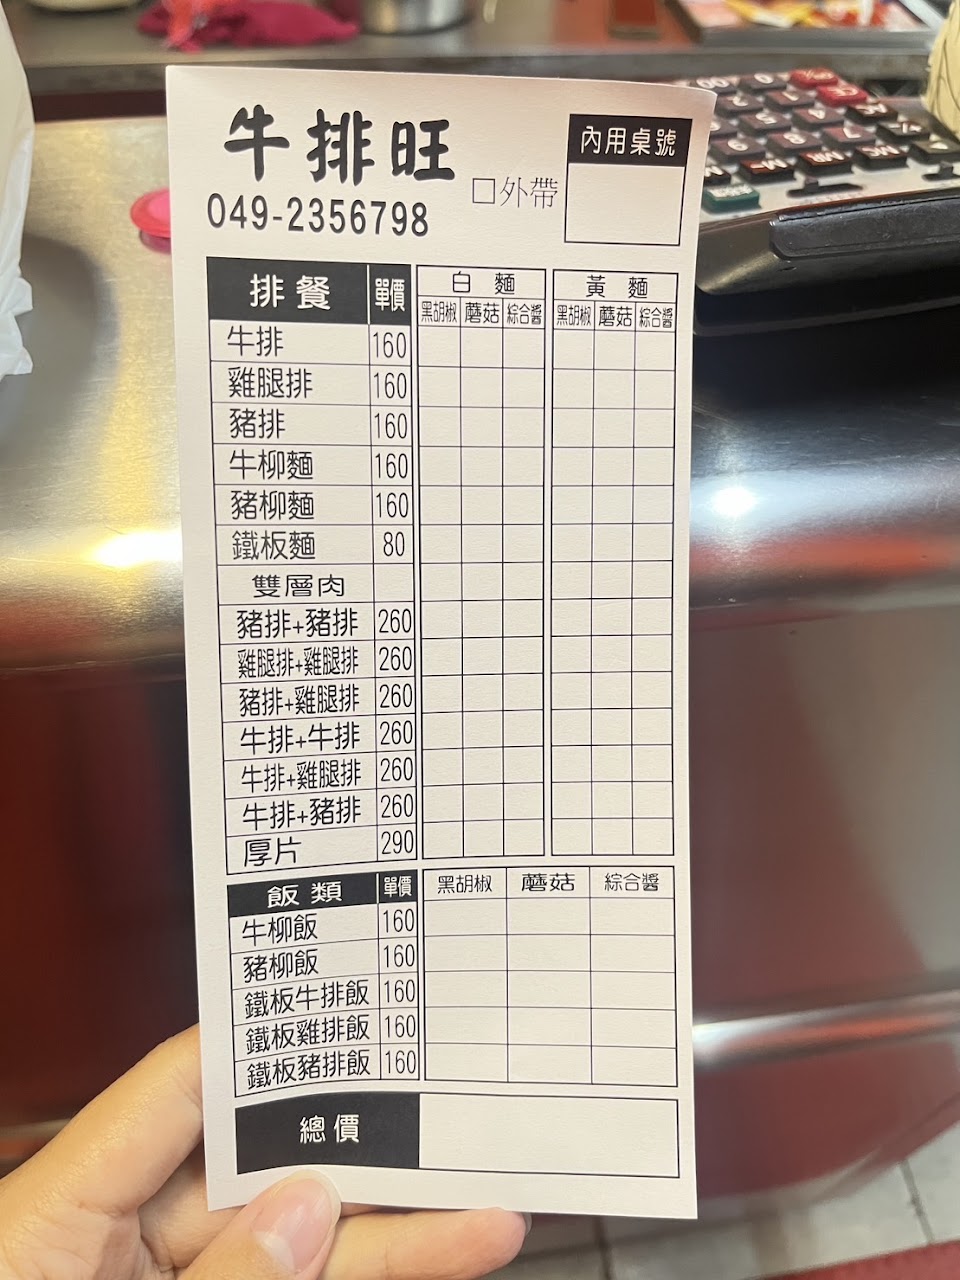 牛排旺
049-2356798
□外帶
內用桌號
排餐 單價 白麵 黃麵
黑胡椒 蘑菇 綜合醬 黑胡椒 蘑菇 綜合醬
牛排 160
雞腿排 160
豬排 160
牛柳麵 160
豬柳麵 160
鐵板麵 80
雙層肉
豬排+豬排 260
雞腿排+雞腿排 260
豬排+雞腿排 260
牛排+牛排 260
牛排+雞腿排 260
牛排+豬排 260
厚片 290
飯類 單價 黑胡椒 蘑菇 綜合醬
牛柳飯 160
豬柳飯 160
鐵板牛排飯 160
鐵板雞排飯 160
鐵板豬排飯 160
總價